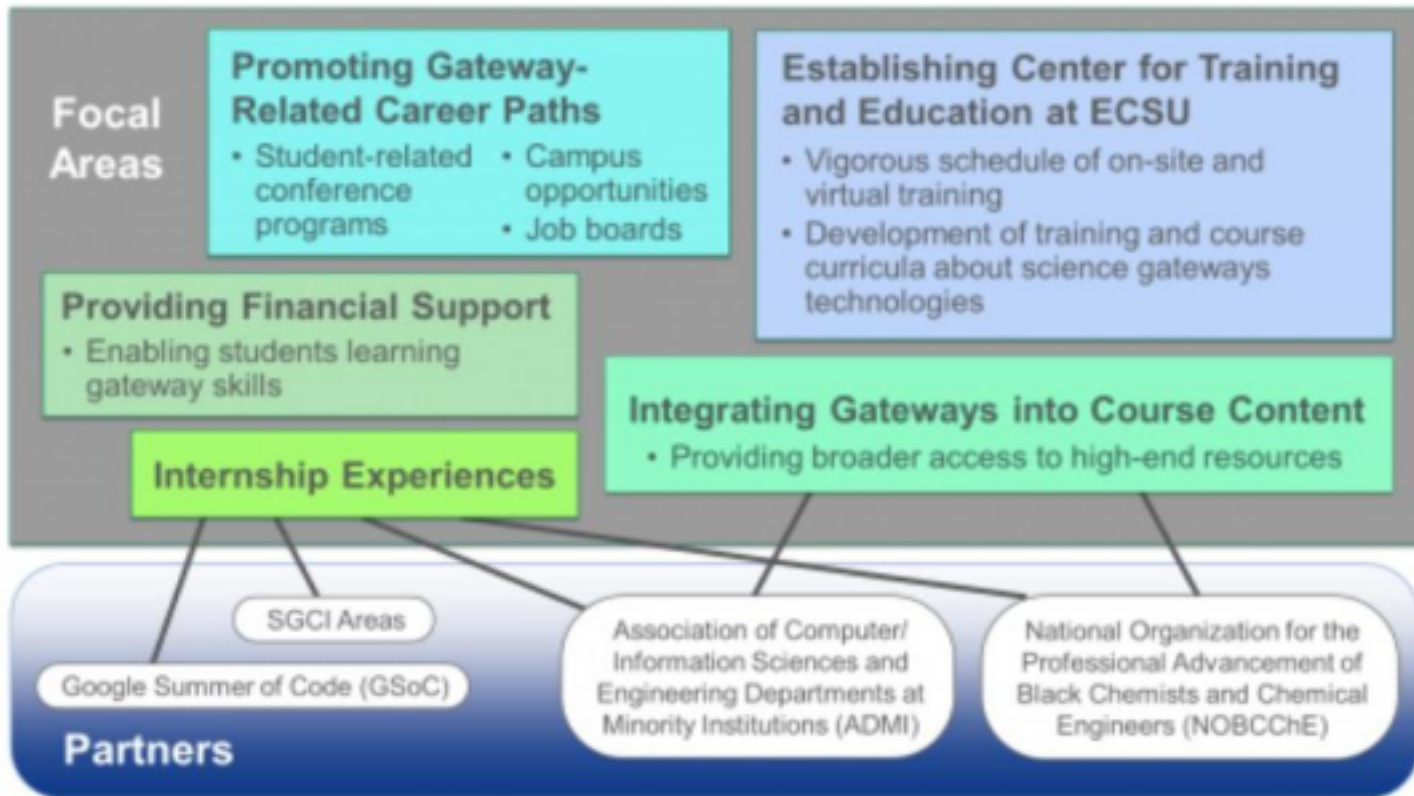 Focal
Areas
Promoting Gateway-
Related Career Paths
• Student-related
conference
programs
• Campus
opportunities
• Job boards
Establishing Center for Training
and Education at ECSU
• Vigorous schedule of on-site and
virtual training
• Development of training and course
curricula about science gateways
technologies
Providing Financial Support
• Enabling students learning
gateway skills
Integrating Gateways into Course Content
• Providing broader access to high-end resources
Internship Experiences
SGCI Areas
Google Summer of Code (GSoC)
Association of Computer/
Information Sciences and
Engineering Departments at
Minority Institutions (ADMI)
National Organization for the
Professional Advancement of
Black Chemists and Chemical
Engineers (NOBCChE)
Partners